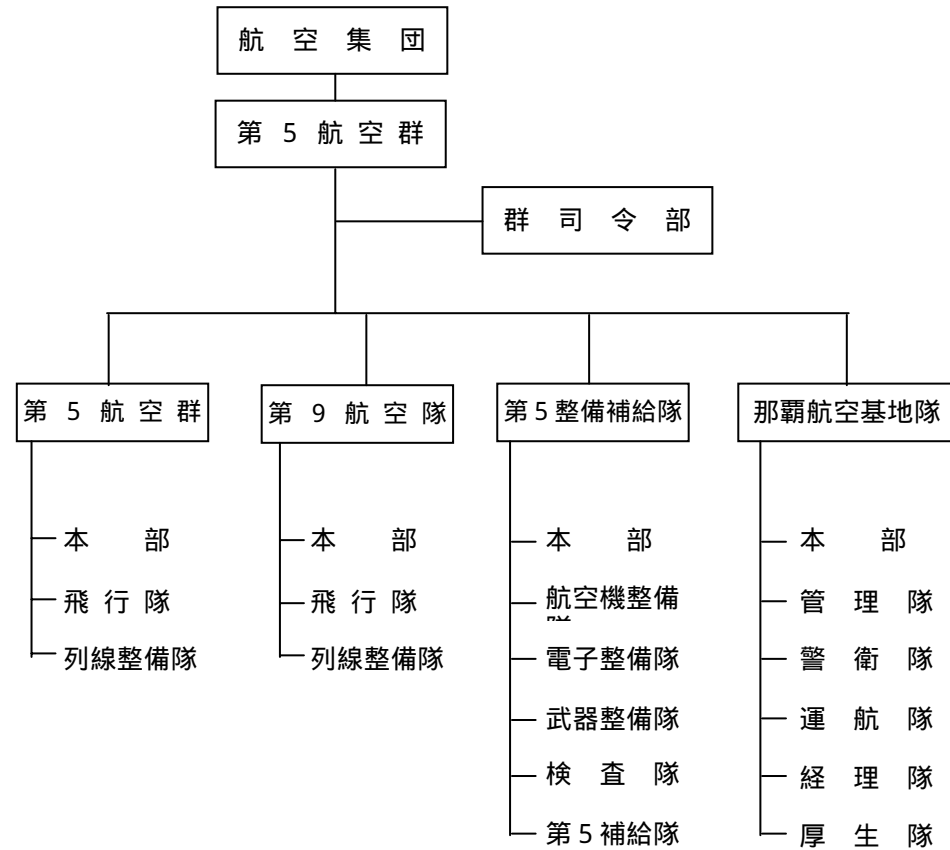 航空集団
第5航空群
群司令部
第5航空群
第9航空隊
第5整備補給隊
那覇航空基地隊
本部
飛行隊
列線整備隊
本部
飛行隊
列線整備隊
本部
航空機整備
電子整備隊
武器整備隊
検査隊
第5補給隊
本部
管理隊
警衛隊
運航隊
経理隊
厚生隊